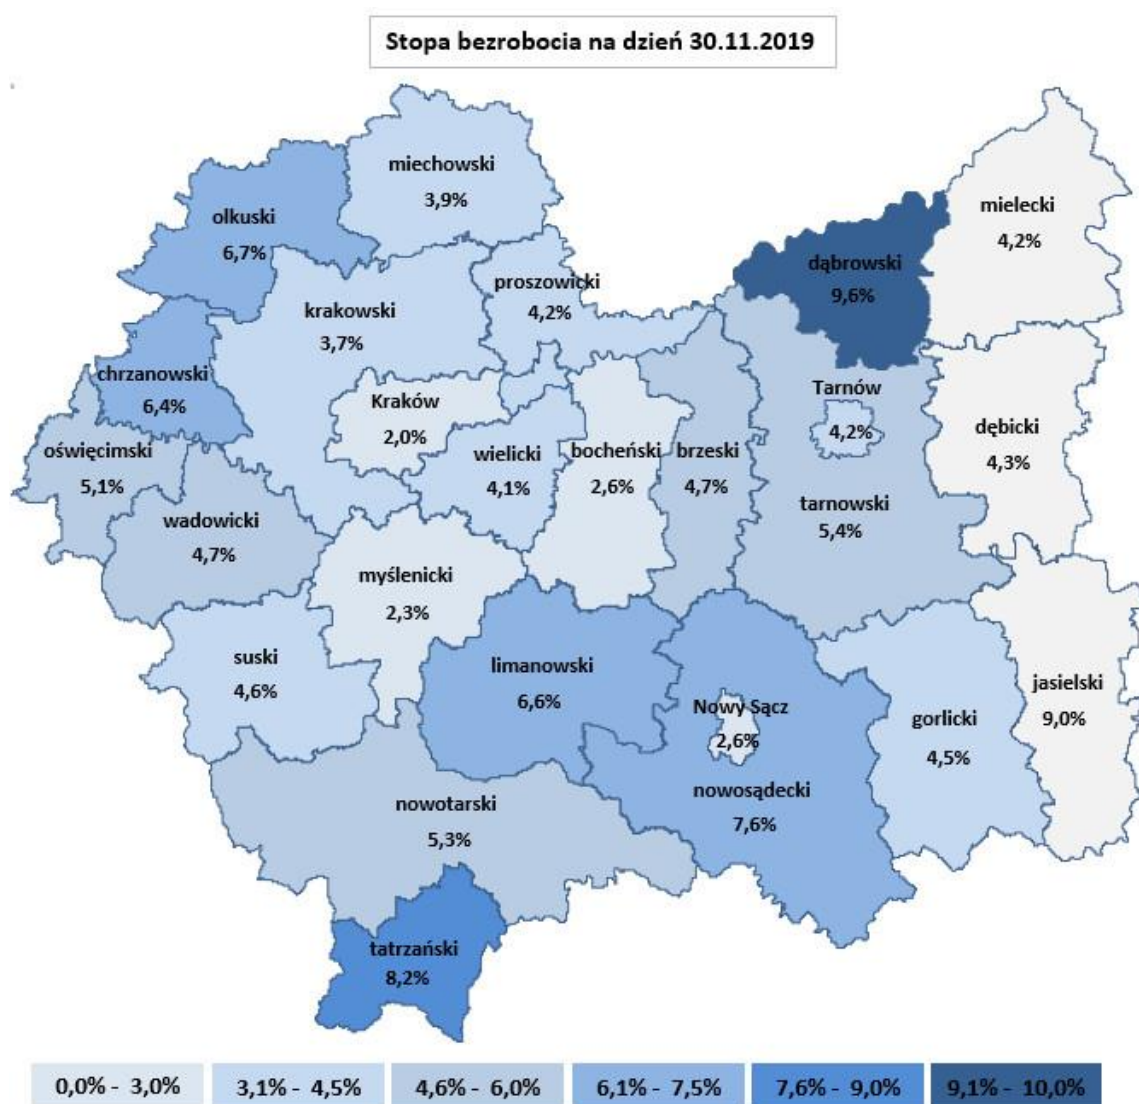 Stopa bezrobocia na dzień 30.11.2019
miechowski
3,9%
olkuski
6,7%
mielecki
4,2%
dąbrowski
9,6%
proszowicki
4,2%
krakowski
3,7%
chrzanowski
6,4%
Kraków
2,0%
Tarnów
4,2%
dębicki
4,3%
oświęcimski
5,1%
wielicki
4,1%
bocheński
2,6%
brzeski
4,7%
tarnowski
5,4%
wadowicki
4,7%
myślenicki
2,3%
suski
4,6%
limanowski
6,6%
Nowy Sącz
2,6%
jasielski
9,0%
gorlicki
4,5%
nowosądecki
7,6%
nowotarski
5,3%
tatrzański
8,2%
0,0% - 3,0% 3,1% - 4,5% 4,6% - 6,0% 6,1% - 7,5% 7,6% - 9,0% 9,1% - 10,0%